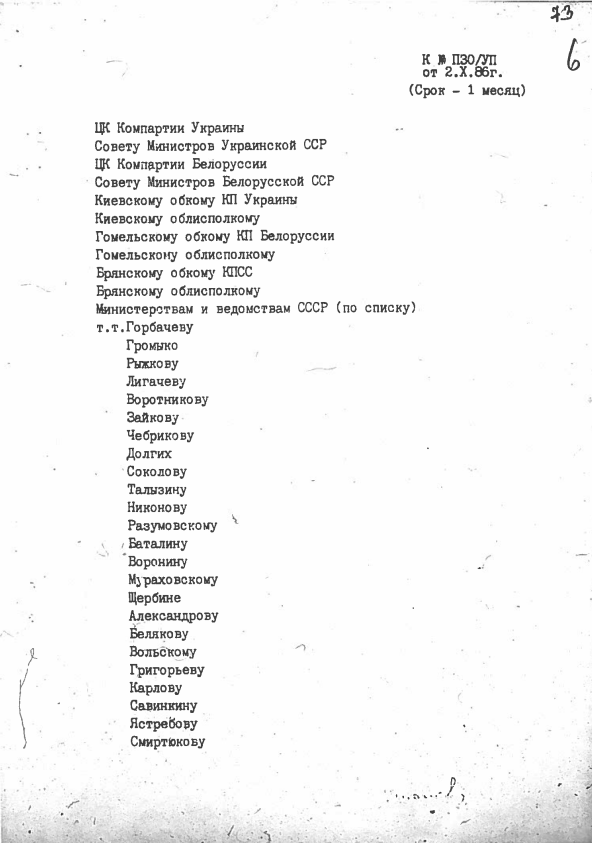 73
6
К № ПЗО/УП
от 2.X.86г.
(Срок - 1 месяц)
ЦК Компартии Украины
Совету Министров Украинской ССР
ЦК Компартии Белоруссии
Совету Министров Белорусской ССР
Киевскому обкому КП Украины
Киевскому облисполкому
Гомельскому обкому КП Белоруссии
Гомельскому облисполкому
Брянскому обкому КПСС
Брянскому облисполкому
Министерствам и ведомствам СССР (по списку)
т.т.Горбачеву
Громыко
Рыжкову
Лигачеву
Воротникову
Зайкову
Чебрикову
Долгих
Соколову
Талызину
Никонову
Разумовскому
Баталину
Воронину
Мураховскому
Щербине
Александрову
Белякову
Вольскому
Григорьеву
Карлову
Савинкину
Ястребову
Смиртюкову